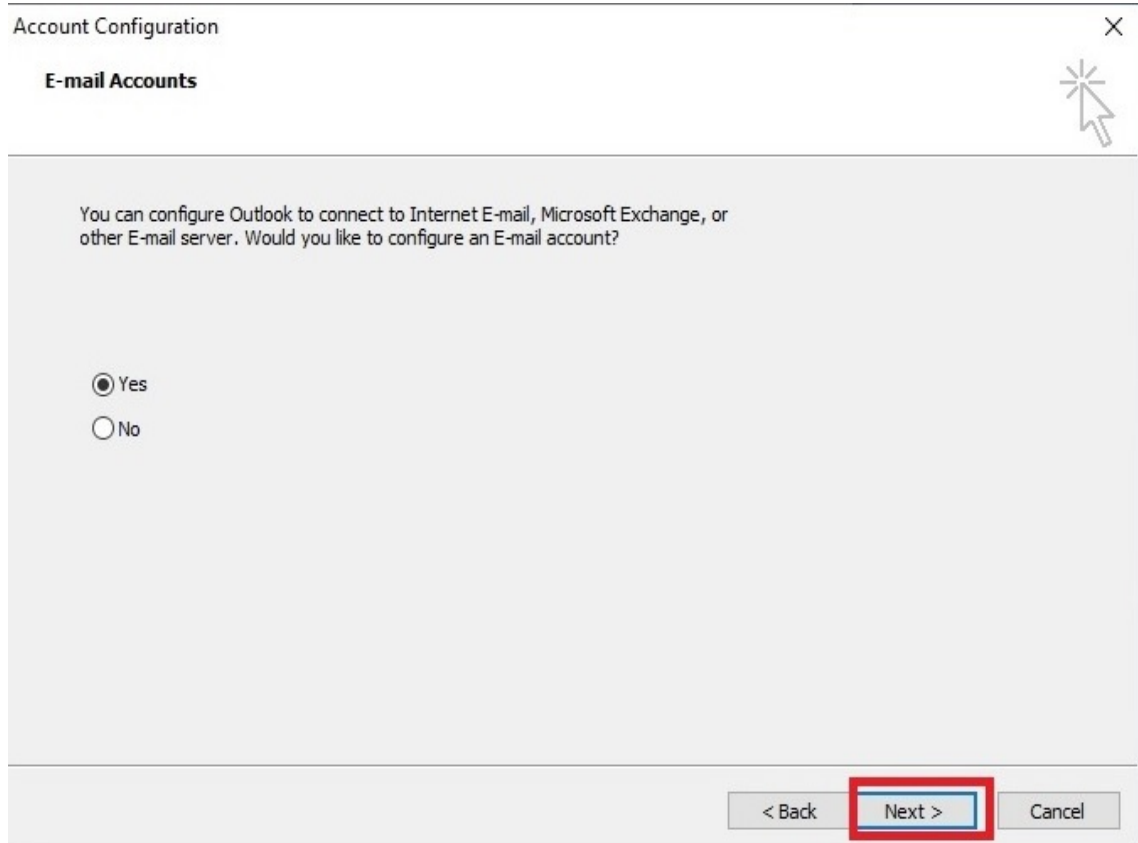 Account Configuration
E-mail Accounts
You can configure Outlook to connect to Internet E-mail, Microsoft Exchange, or
other E-mail server. Would you like to configure an E-mail account?
Yes
No
< Back Next > Cancel